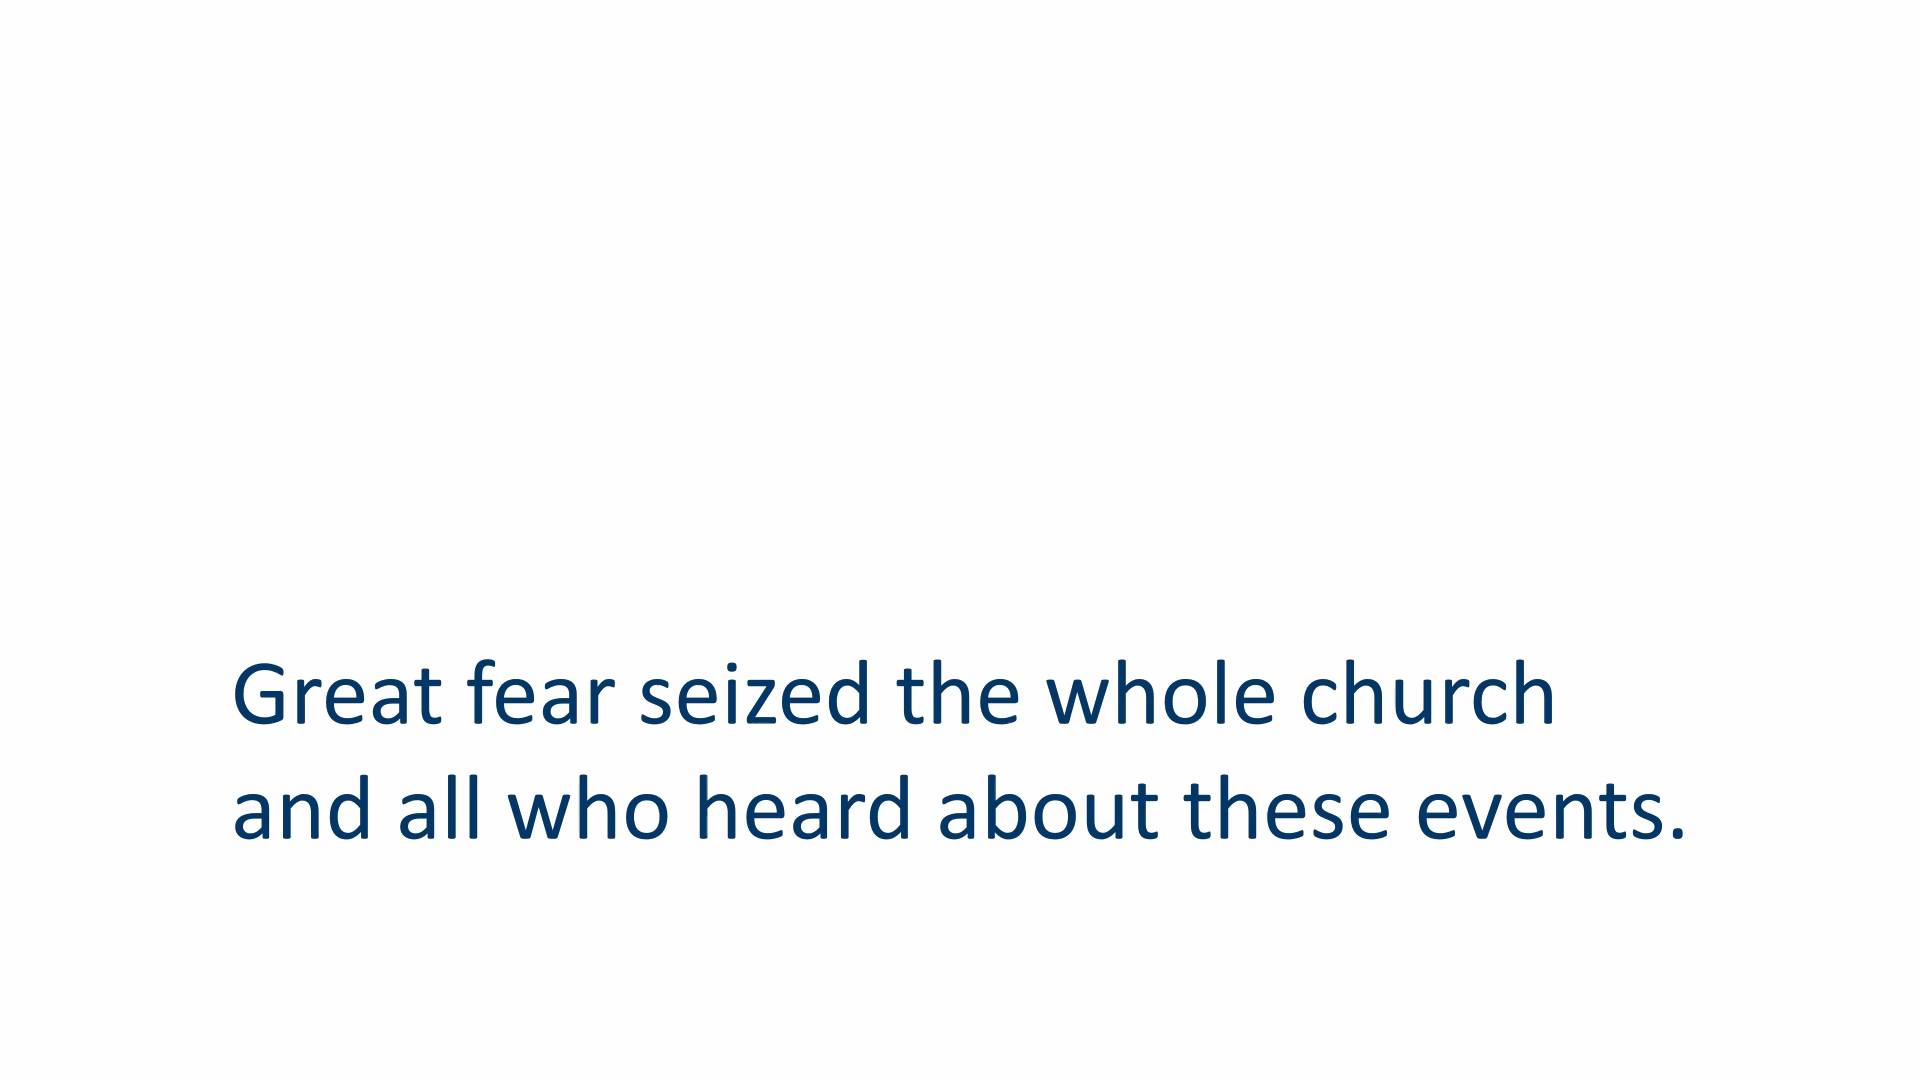 Great fear seized the whole church
and all who heard about these events.